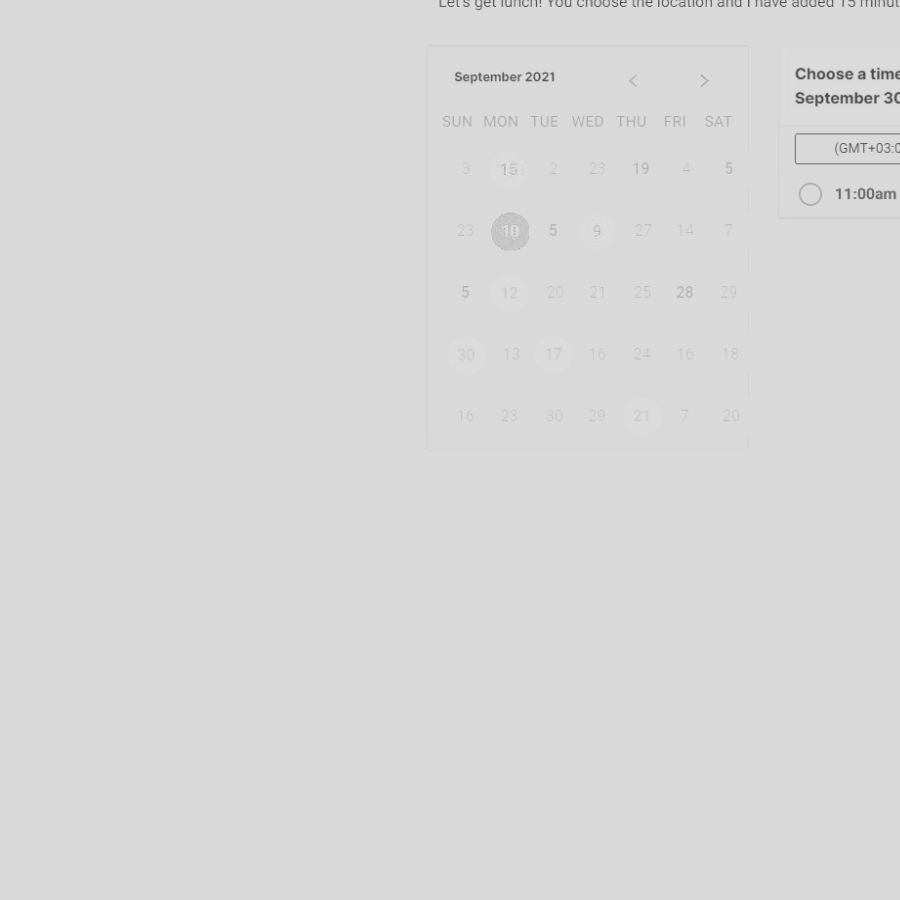 Let's get lunch! You choose the location and I have added 15
September 2021
SUN MON TUE WED THU FRI SAT
3 15 2 23 19 4 5
23 5 9 27 14 7
5 12 20 21 25 28 29
30 13 17 16 24 16 18
16 23 30 29 21 7 20
Choose a time
September 30
(GMT+03:0
11:00am